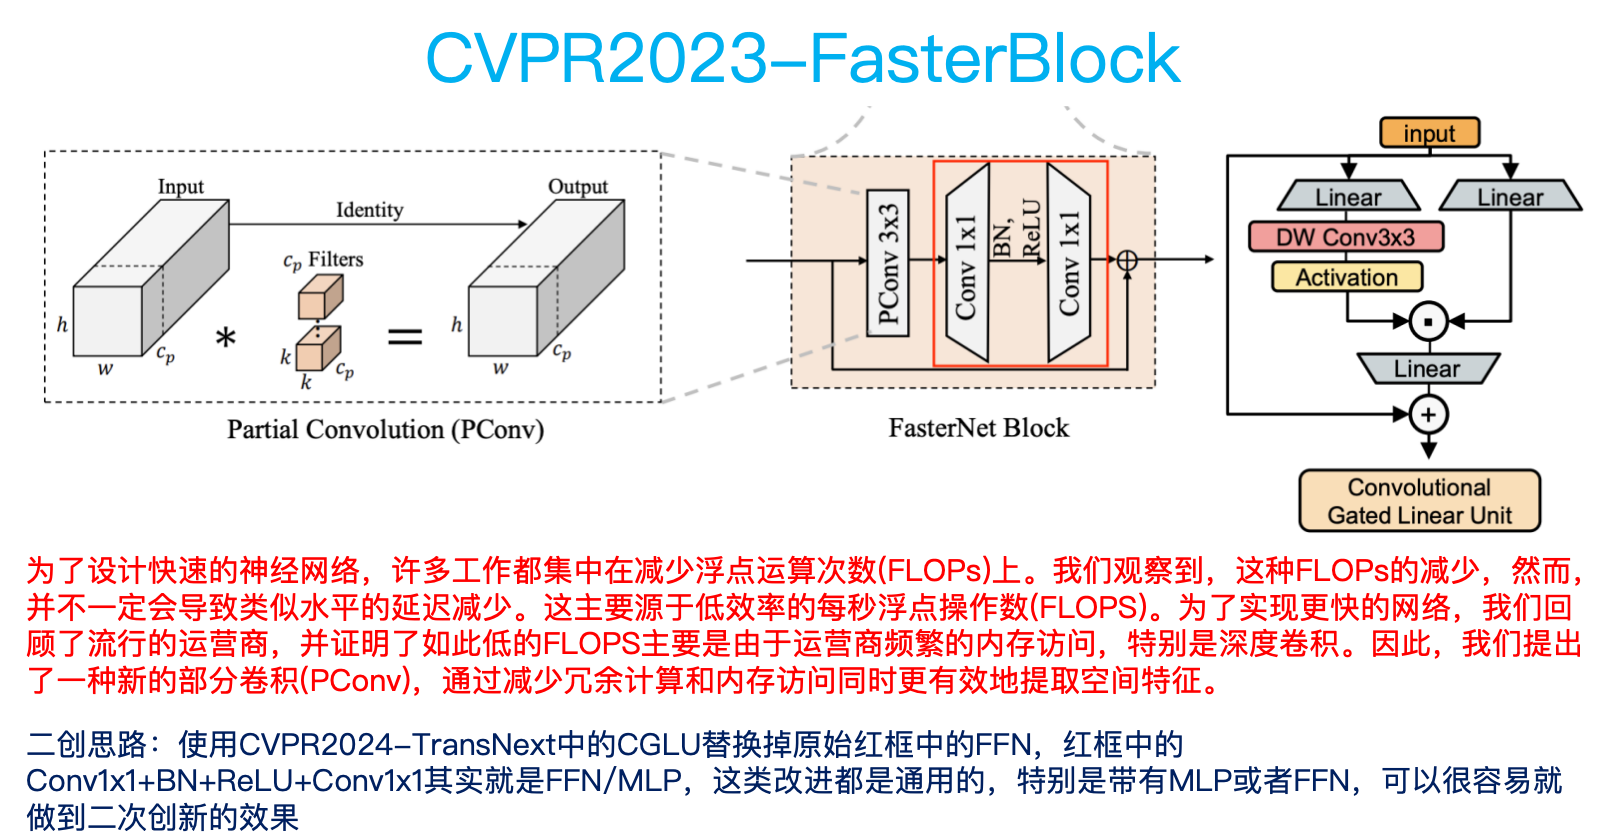 CVPR2023-FasterBlock
Input
Identity
Output
cp Filters
h
w
cp
*
k
k
cp
=
h
w
cp
Partial Convolution (PConv)
PConv 3x3
Conv 1x1
BN,
ReLU
Conv 1x1
FasterNet Block
input
Linear
Linear
DW Conv3x3
Activation
Linear
+
Convolutional
Gated Linear Unit
为了设计快速的神经网络，许多工作都集中在减少浮点运算次数(FLOPs)上。我们观察到，这种FLOPs的减少，然而，
并不一定会导致类似水平的延迟减少。这主要源于低效率的每秒浮点操作数(FLOPS)。为了实现更快的网络，我们回
顾了流行的运营商，并证明了如此低的FLOPS主要是由于运营商频繁的内存访问，特别是深度卷积。因此，我们提出
了一种新的部分卷积(PConv)，通过减少冗余计算和内存访问同时更有效地提取空间特征。
二创思路：使用CVPR2024-TransNext中的CGLU替换掉原始红框中的FFN，红框中的
Conv1x1+BN+ReLU+Conv1x1其实就是FFN/MLP，这类改进都是通用的，特别是带有MLP或者FFN，可以很容易就
做到二次创新的效果